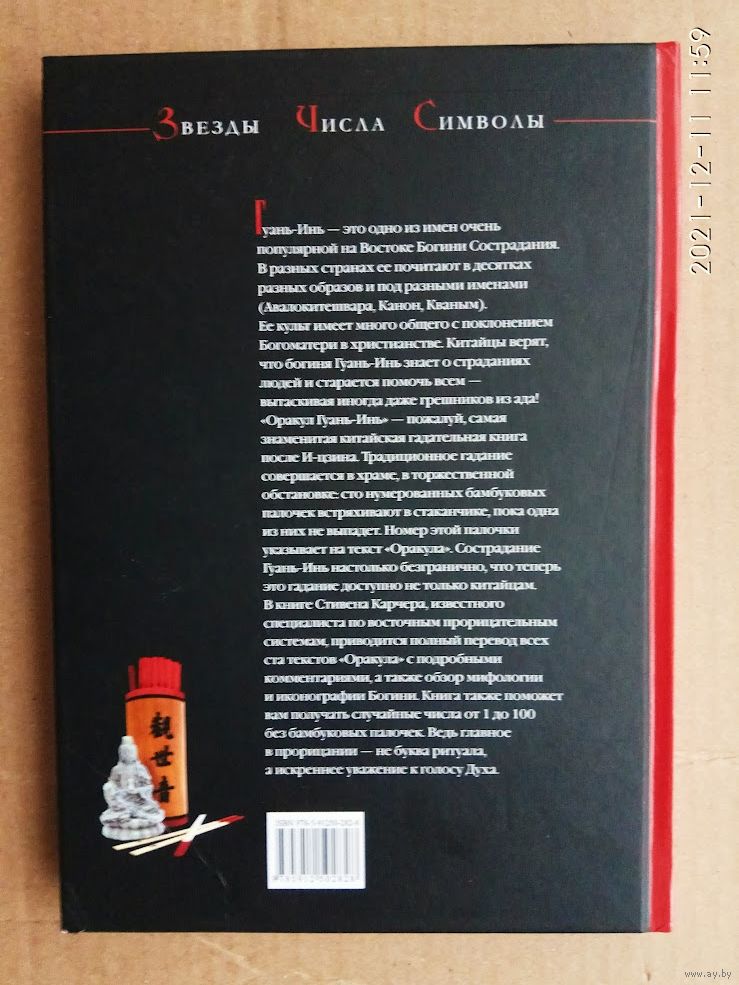 Звезды Числа Символы
Гуань-Инь — это одно из имен очень
популярной на Востоке Богини Сострадания.
В разных странах ее почитают в десятках
разных образов и под разными именами
(Авалокитешвара, Канон, Кваным).
Ее культ имеет много общего с поклонением
Богоматери в христианстве. Китайцы верят,
что богиня Гуань-Инь знает о страданиях
людей и старается помочь всем —
вытаскивая иногда даже грешников из ада!
«Оракул Гуань-Инь» — пожалуй, самая
знаменитая китайская гадательная книга
после И-цзина. Традиционное гадание
совершается в храме, в торжественной
обстановке: сто нумерованных бамбуковых
палочек встряхивают в стаканчике, пока одна
из них не выпадет. Номер этой палочки
указывает на текст «Оракула». Сострадание
Гуань-Инь настолько безгранично, что теперь
это гадание доступно не только китайцам.
В книге Стивена Карчера, известного
специалиста по восточным прорицательным
системам, приводится полный перевод всех
ста текстов «Оракула» с подробными
комментариями, а также обзор мифологии
и иконографии Богини. Книга также поможет
вам получать случайные числа от 1 до 100
без бамбуковых палочек. Ведь главное
в прорицании — не буква ритуала,
а искреннее уважение к голосу Духа.
觀世音
ISBN
2021-12-11 11:59
www.ay.by